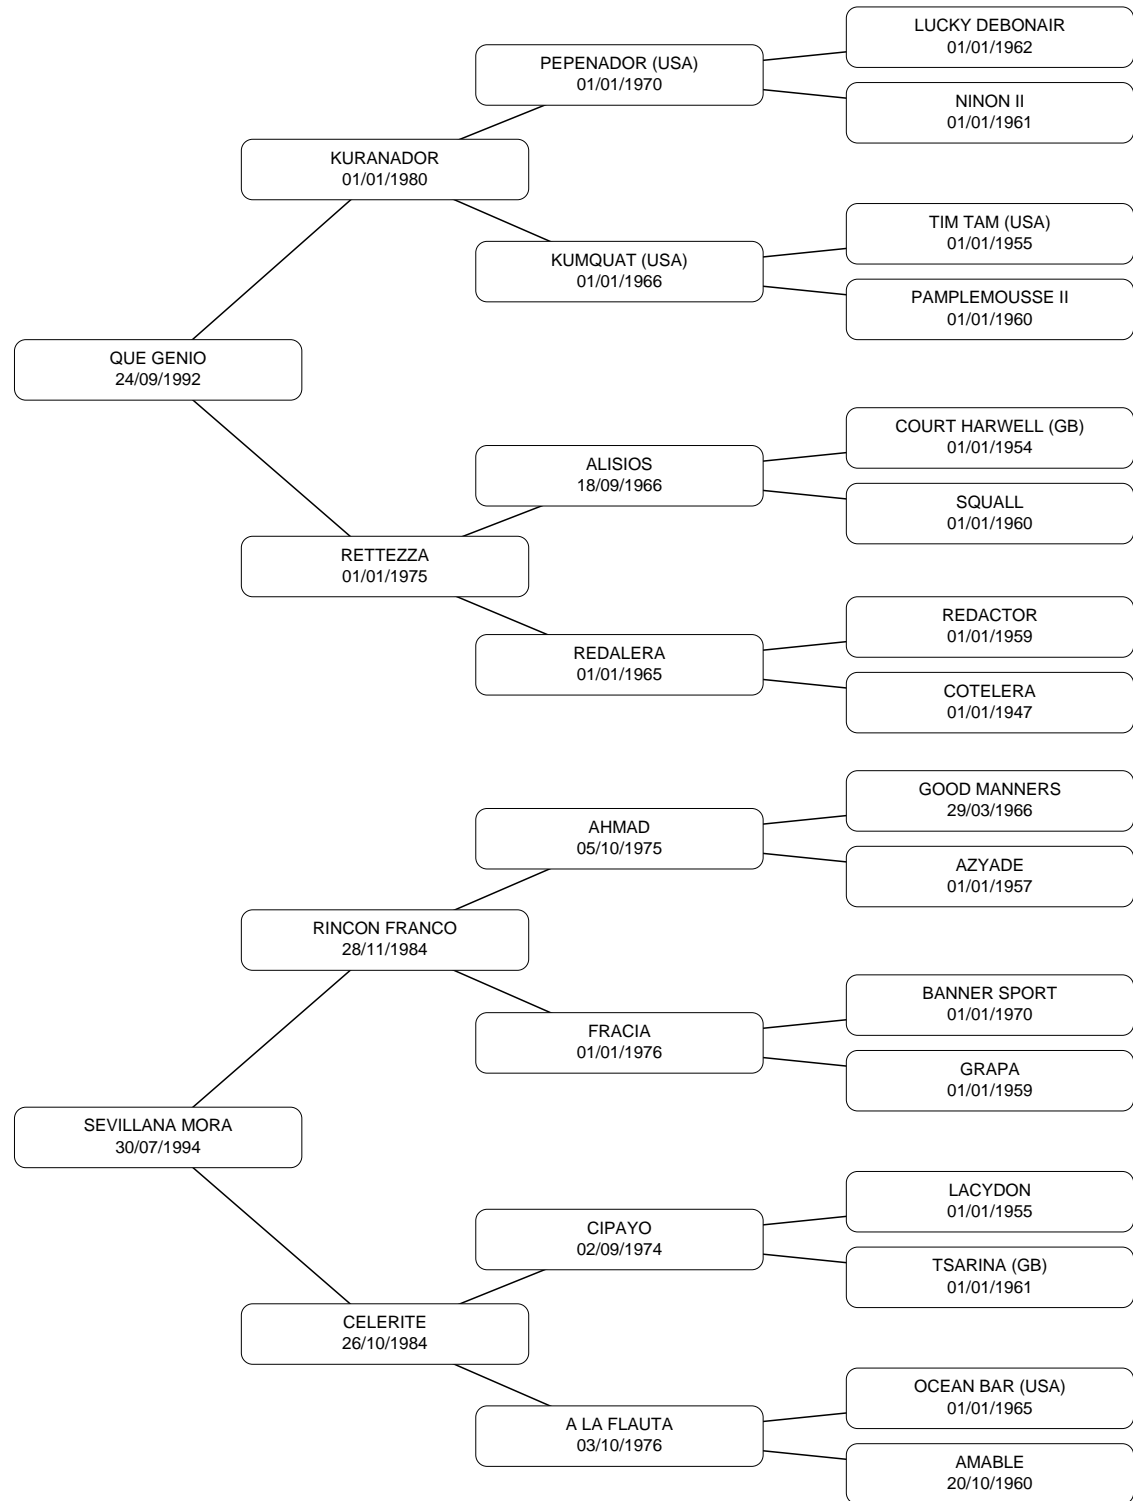 LUCKY DEBONAIR
01/01/1962
PEPENADOR (USA)
01/01/1970
NINON II
01/01/1961
KURANADOR
01/01/1980
TIM TAM (USA)
01/01/1955
KUMQUAT (USA)
01/01/1966
PAMPLEMOUSSE II
01/01/1960
QUE GENIO
24/09/1992
COURT HARWELL (GB)
01/01/1954
ALISIOS
18/09/1966
SQUALL
01/01/1960
RETTEZZA
01/01/1975
REDACTOR
01/01/1959
REDALERA
01/01/1965
COTELERA
01/01/1947
GOOD MANNERS
29/03/1966
AHMAD
05/10/1975
AZYADE
01/01/1957
RINCON FRANCO
28/11/1984
BANNER SPORT
01/01/1970
FRACIA
01/01/1976
GRAPA
01/01/1959
SEVILLANA MORA
30/07/1994
LACYDON
01/01/1955
CIPAYO
02/09/1974
TSARINA (GB)
01/01/1961
CELERITE
26/10/1984
OCEAN BAR (USA)
01/01/1965
A LA FLAUTA
03/10/1976
AMABLE
20/10/1960